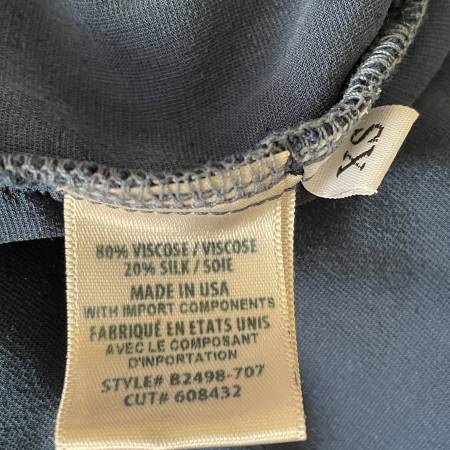 XS
80% VISCOSE / VISCOSE
20% SILK / SOIE
MADE IN USA
WITH IMPORT COMPONENTS
FABRIQUÉ EN ETATS UNIS
AVEC LE COMPOSANT
D'INPORTATION
STYLE# B2498-707
CUT# 608432